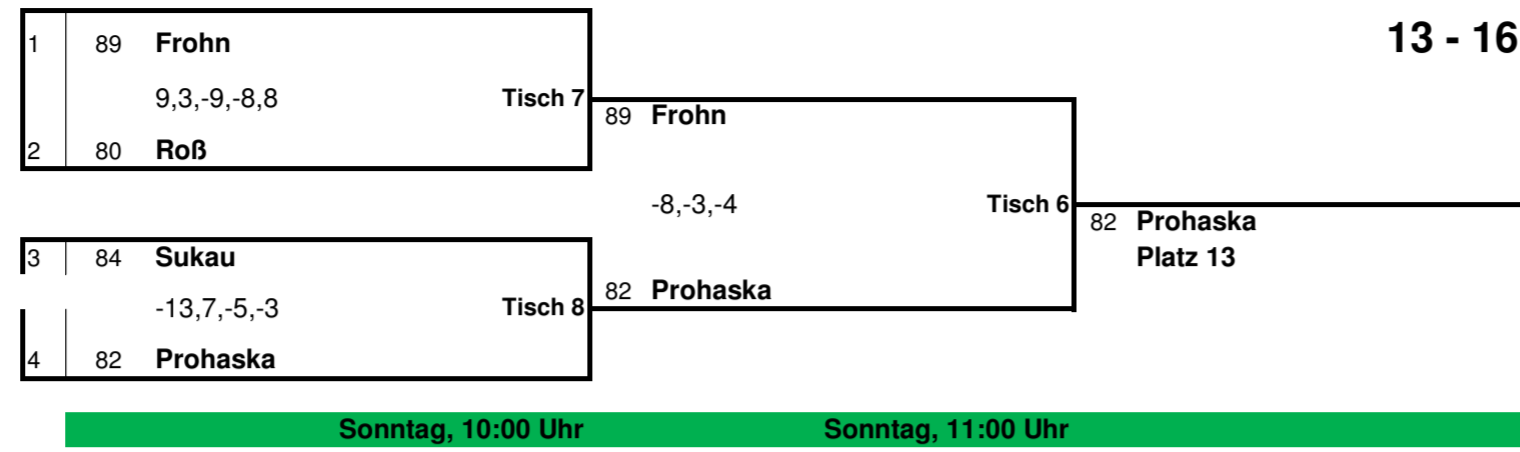 13 - 16
1 89 Frohn
9,3,-9,-8,8 Tisch 7
2 80 Roß
89 Frohn
-8,-3,-4 Tisch 6
82 Prohaska
Platz 13
3 84 Sukau
-13,7,-5,-3 Tisch 8
82 Prohaska
4 82 Prohaska
Sonntag, 10:00 Uhr Sonntag, 11:00 Uhr